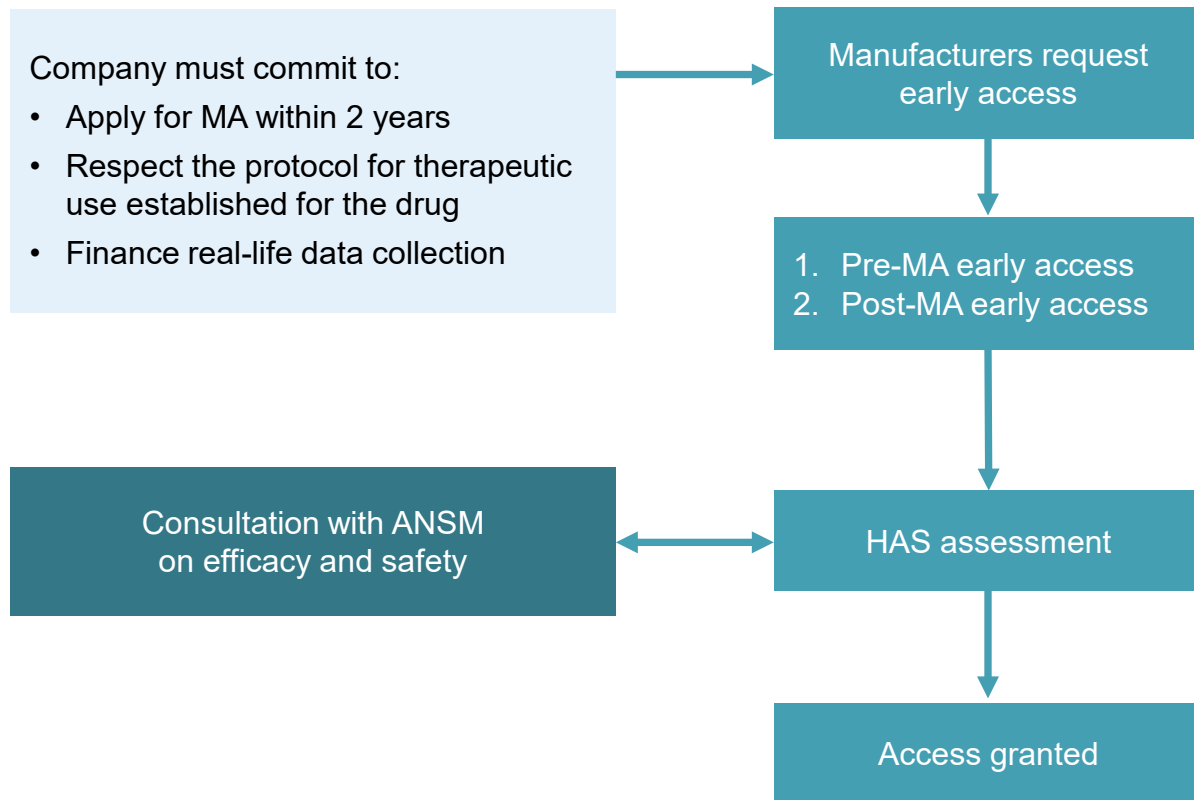 Company must commit to:
• Apply for MA within 2 years
• Respect the protocol for therapeutic
use established for the drug
• Finance real-life data collection
Manufacturers request
early access
1. Pre-MA early access
2. Post-MA early access
Consultation with ANSM
on efficacy and safety
HAS assessment
Access granted